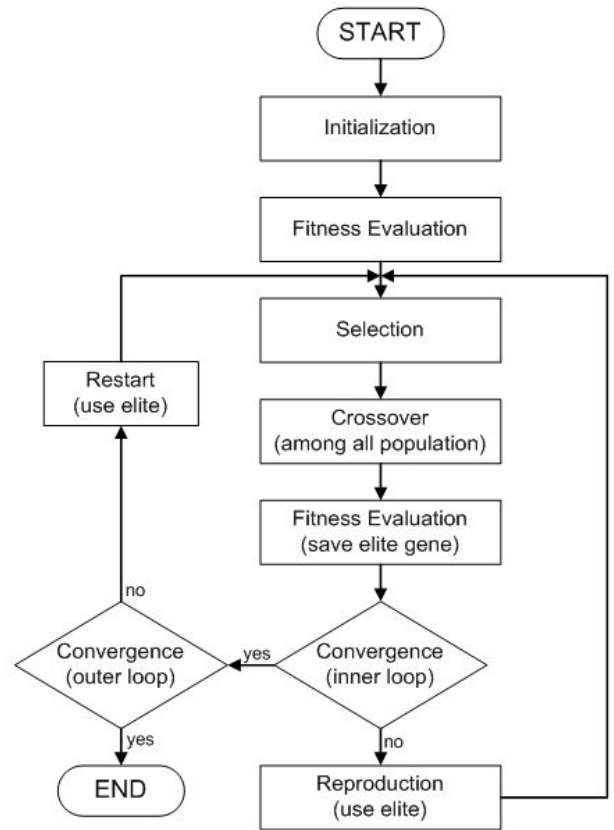 START
Initialization
Fitness Evaluation
Selection
Restart
(use elite)
Crossover
(among all population)
Fitness Evaluation
(save elite gene)
no
Convergence
(outer loop)
yes
Convergence
(inner loop)
yes
no
END
Reproduction
(use elite)